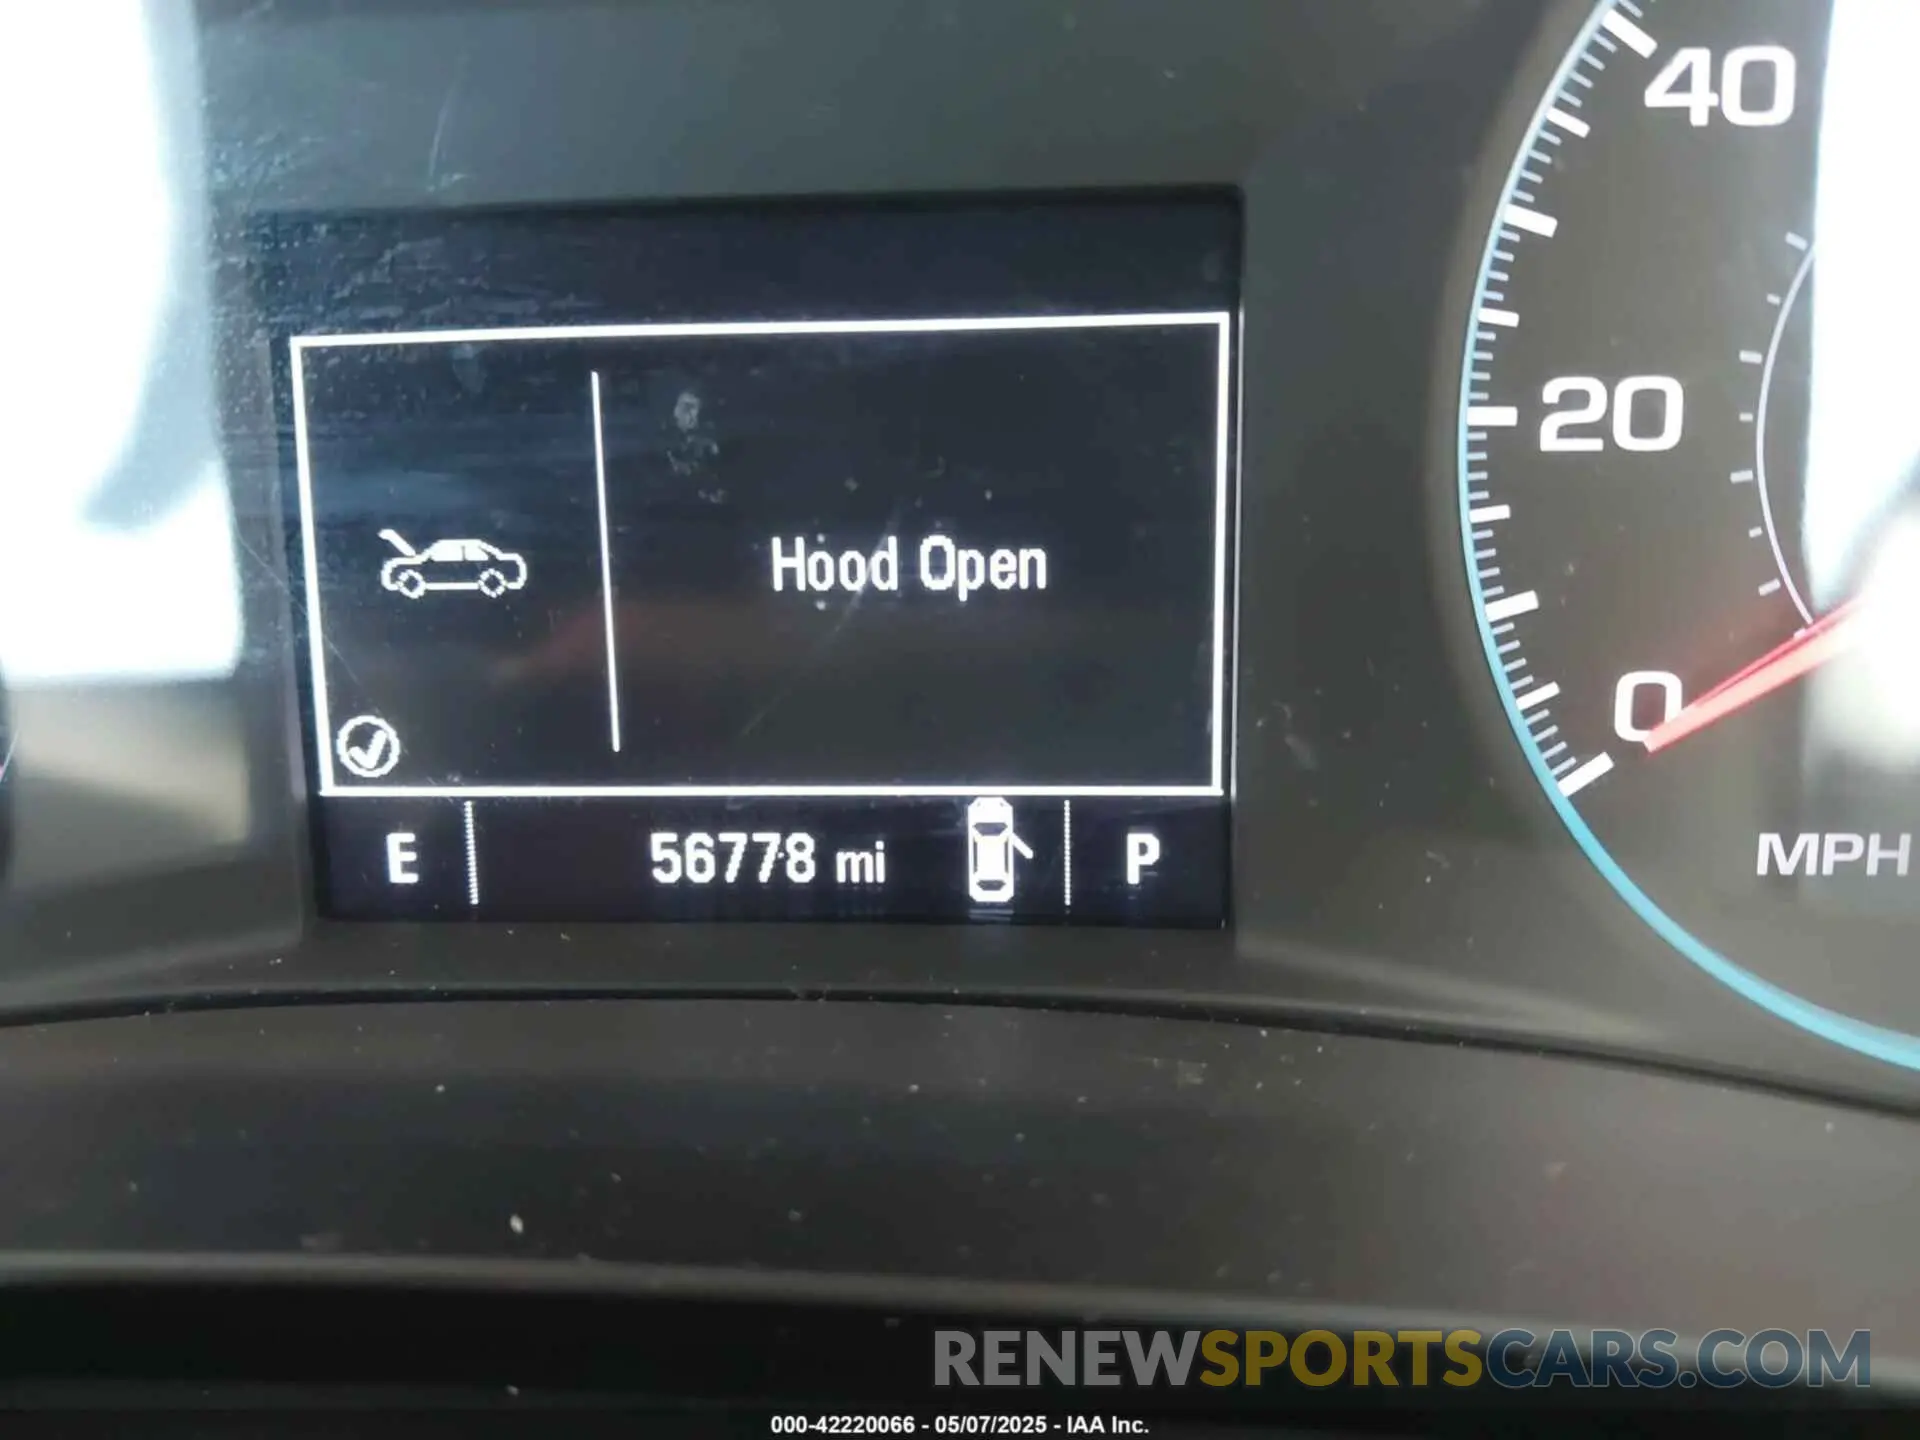 40
20
0
MPH
Hood Open
E 56778 mi P
RENEWSPORTSCARS.COM
000-42220066 - 05/07/2025 - IAA Inc.